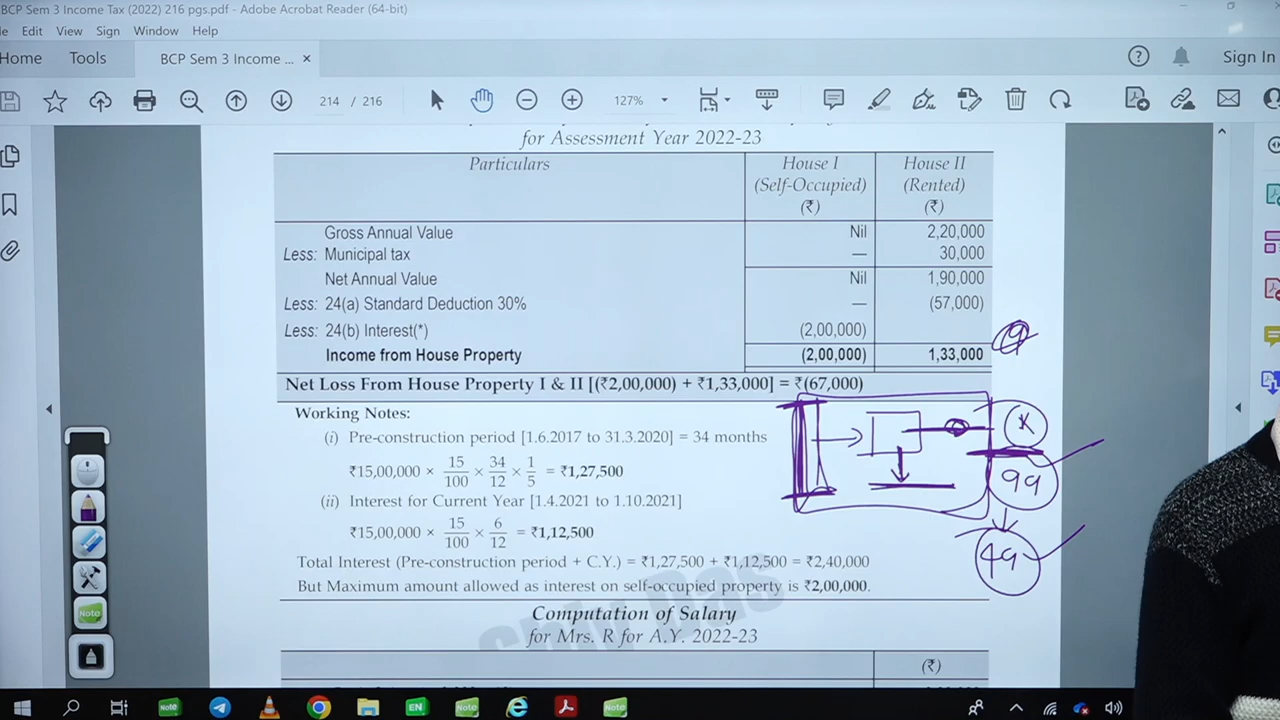 BCP Sem 3 Income Tax (2022) 216 pgs.pdf - Adobe Acrobat Reader (64-bit)
le Edit View Sign Window Help
Home Tools BCP Sem 3 Income ... × ? Sign In
214 / 216 127%
for Assessment Year 2022-23
Particulars House I (Self-Occupied) (₹) House II (Rented) (₹)
Gross Annual Value Nil 2,20,000
Less: Municipal tax — 30,000
Net Annual Value Nil 1,90,000
Less: 24(a) Standard Deduction 30% — (57,000)
Less: 24(b) Interest(*) (2,00,000)
Income from House Property (2,00,000) 1,33,000
Net Loss From House Property I & II [(₹2,00,000) + ₹1,33,000] = ₹(67,000)
Working Notes:
(i) Pre-construction period [1.6.2017 to 31.3.2020] = 34 months
₹15,00,000 × 15/100 × 34/12 × 1/5 = ₹1,27,500
(ii) Interest for Current Year [1.4.2021 to 1.10.2021]
₹15,00,000 × 15/100 × 6/12 = ₹1,12,500
Total Interest (Pre-construction period + C.Y.) = ₹1,27,500 + ₹1,12,500 = ₹2,40,000
But Maximum amount allowed as interest on self-occupied property is ₹2,00,000.
K
99
49
Computation of Salary
for Mrs. R for A.Y. 2022-23
(₹)
Note
Note EN Note Note